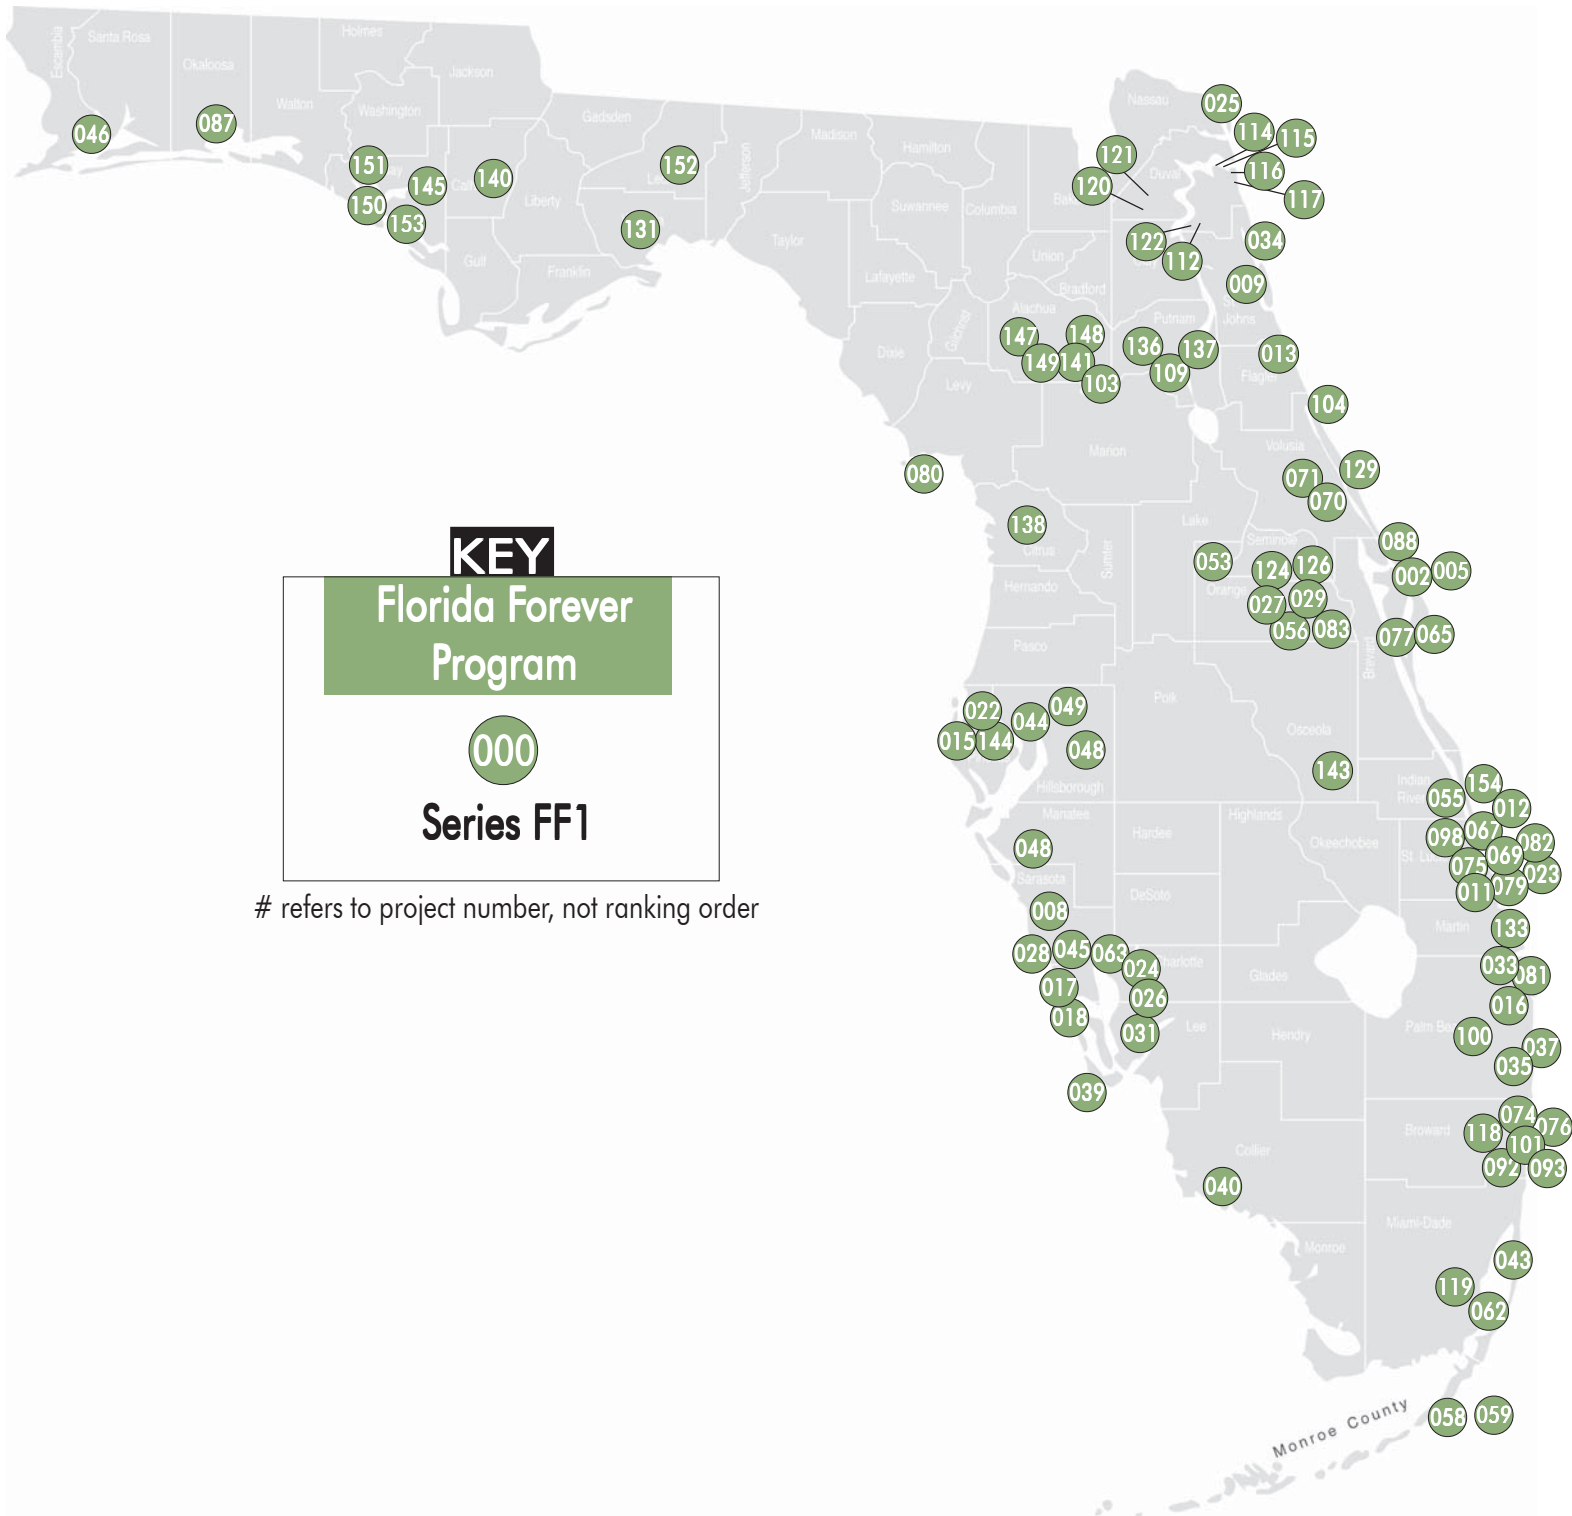 Escambia
Santa Rosa
Okaloosa
Walton
Holmes
Washington
Jackson
Gadsden
Liberty
Gulf
Franklin
Jefferson
Madison
Taylor
Hamilton
Suwannee
Columbia
Lafayette
Dixie
Gilchrist
Levy
Union
Bradford
Alachua
Nassau
Duval
Putnam
Johns
Flagler
Marion
Volusia
Lake
Seminole
Orange
Citrus
Sumter
Hernando
Pasco
Polk
Osceola
Brevard
Hillsborough
Manatee
Hardee
Highlands
Okeechobee
Indian
River
Sarasota
DeSoto
Martin
Glades
Lee
Hendry
Broward
Collier
Miami-Dade
Monroe
Monroe County
046
087
151
150
145
153
140
152
131
025
114
115
116
117
121
120
122
112
034
009
147
148
149
141
103
136
137
109
013
104
080
071
070
129
138
053
124
126
027
029
056
083
088
002
005
077
065
022
015
144
044
049
048
143
055
154
012
098
067
082
075
069
023
011
079
048
008
028
045
063
024
017
026
018
031
039
133
033
081
016
100
037
035
074
118
076
101
092
093
040
043
119
062
058
059
KEY
Florida Forever
Program
000
Series FF1
# refers to project number, not ranking order